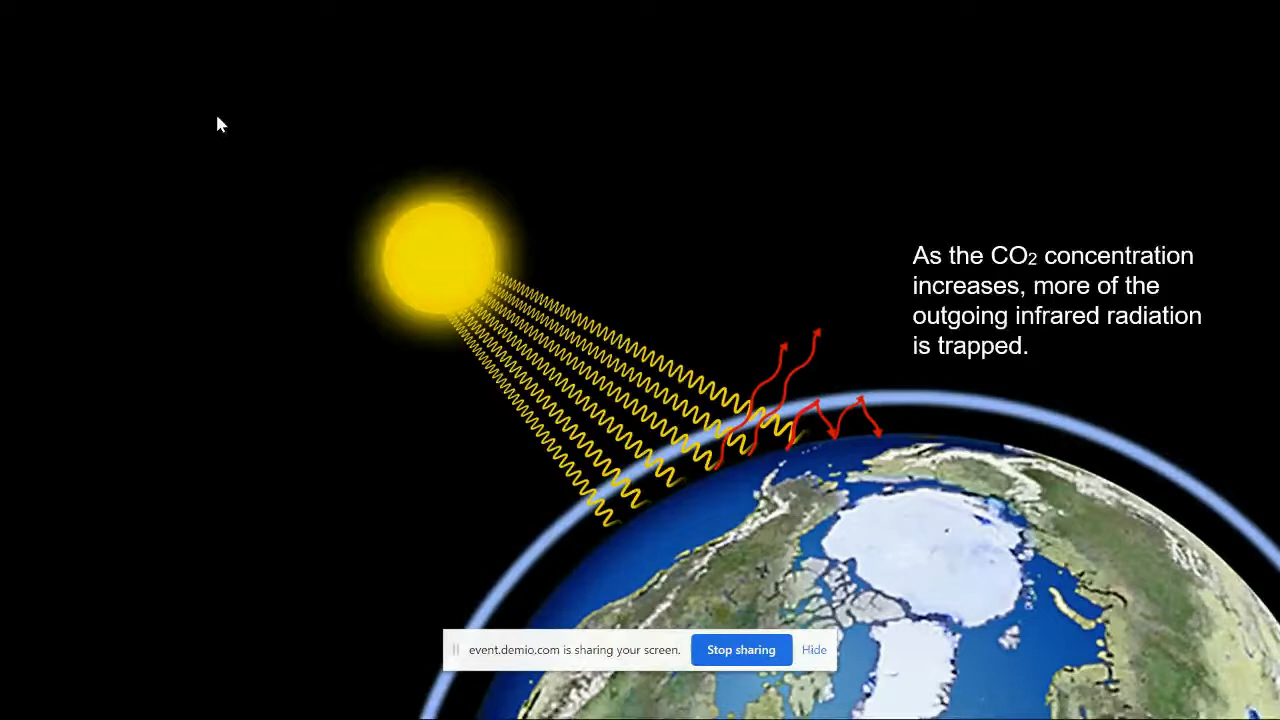 As the CO₂ concentration
increases, more of the
outgoing infrared radiation
is trapped.
event.demio.com is sharing your screen.
Stop sharing
Hide